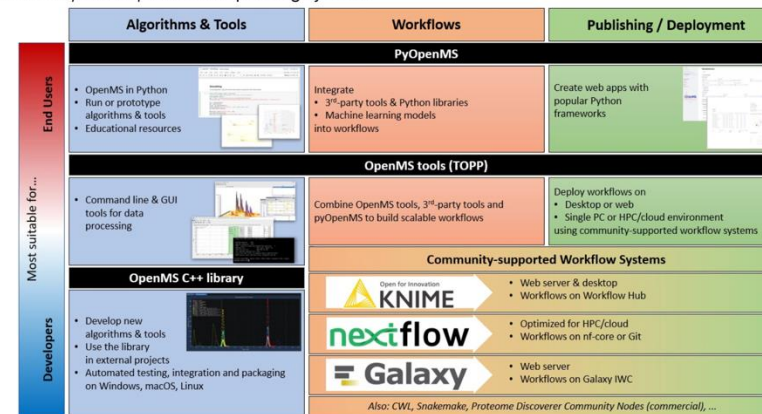 Algorithms & Tools
Workflows
Publishing / Deployment
PyOpenMS
End Users
Most suitable for...
Developers
• OpenMS in Python
• Run or prototype
algorithms & tools
• Educational resources
Integrate
• 3rd-party tools & Python libraries
• Machine learning models
into workflows
Create web apps with
popular Python
frameworks
OpenMS tools (TOPP)
• Command line & GUI
tools for data
processing
Combine OpenMS tools, 3rd-party tools and
pyOpenMS to build scalable workflows
Deploy workflows on
• Desktop or web
• Single PC or HPC/cloud environment
using community-supported workflow systems
OpenMS C++ library
• Develop new
algorithms & tools
• Use the library
in external projects
• Automated testing, integration and packaging
on Windows, macOS, Linux
Community-supported Workflow Systems
Open for Innovation
KNIME
• Web server & desktop
• Workflows on Workflow Hub
nextflow
• Optimized for HPC/cloud
• Workflows on nf-core or Git
Galaxy
• Web server
• Workflows on Galaxy IWC
Also: CWL, Snakemake, Proteome Discoverer Community Nodes (commercial), ...